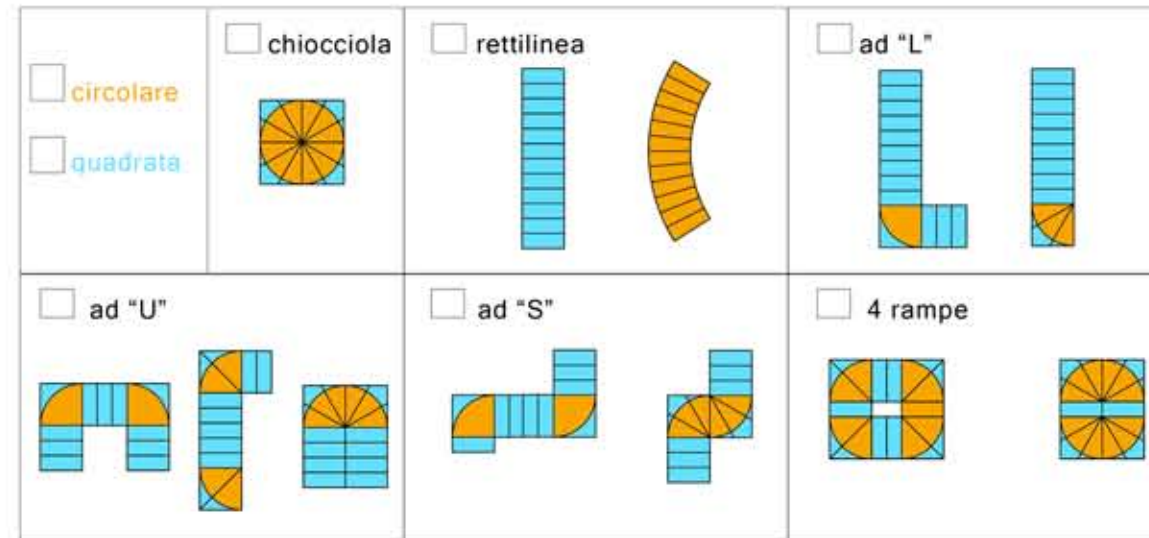 circolare
quadrata
chiocciola
rettilinea
ad “L”
ad “U”
ad “S”
4 rampe